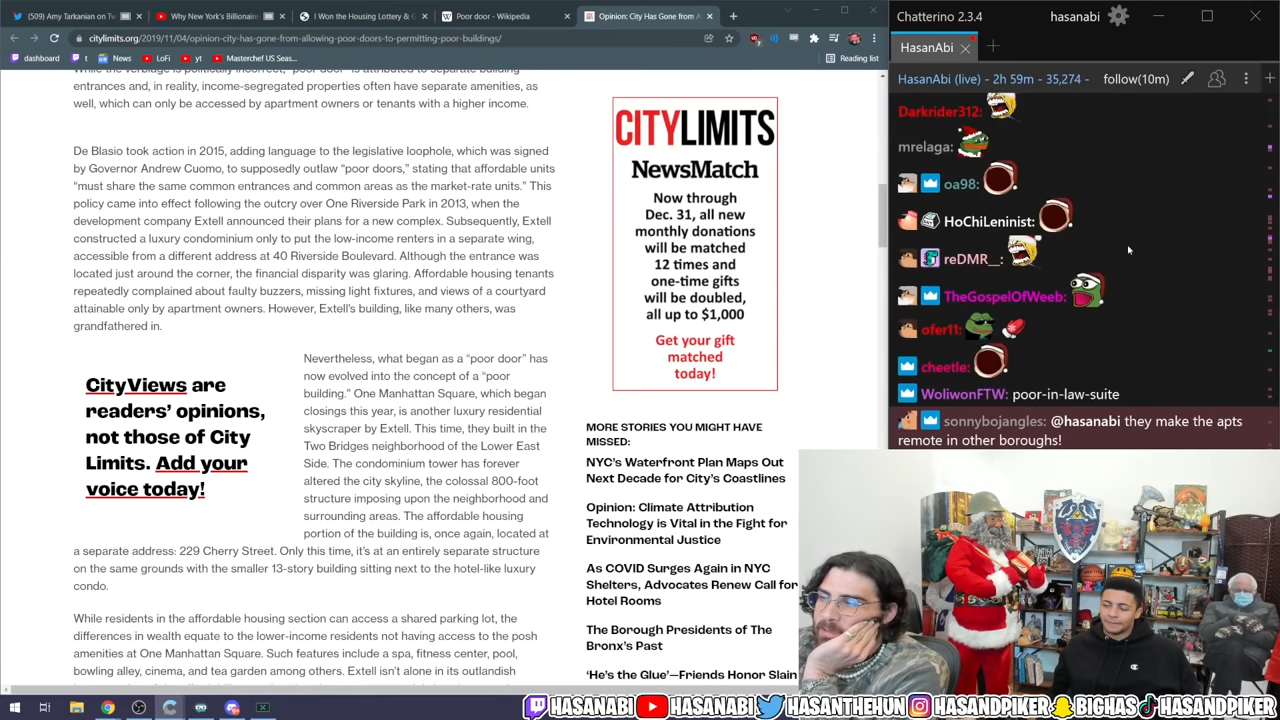 (509) Amy Tarkanian on Tw
Why New York's Billionaire
I Won the Housing Lottery & G
Poor door - Wikipedia
Opinion: City Has Gone from A
citylimits.org/2019/11/04/opinion-city-has-gone-from-allowing-poor-doors-to-permitting-poor-buildings/
dashboard
t
News
LoFi
yt
Masterchef US Seas...
Reading list
entrances and, in reality, income-segregated properties often have separate amenities, as
well, which can only be accessed by apartment owners or tenants with a higher income.
De Blasio took action in 2015, adding language to the legislative loophole, which was signed
by Governor Andrew Cuomo, to supposedly outlaw “poor doors,” stating that affordable units
“must share the same common entrances and common areas as the market-rate units.” This
policy came into effect following the outcry over One Riverside Park in 2013, when the
development company Extell announced their plans for a new complex. Subsequently, Extell
constructed a luxury condominium only to put the low-income renters in a separate wing,
accessible from a different address at 40 Riverside Boulevard. Although the entrance was
located just around the corner, the financial disparity was glaring. Affordable housing tenants
repeatedly complained about faulty buzzers, missing light fixtures, and views of a courtyard
attainable only by apartment owners. However, Extell’s building, like many others, was
grandfathered in.
CityViews are
readers’ opinions,
not those of City
Limits. Add your
voice today!
Nevertheless, what began as a “poor door” has
now evolved into the concept of a “poor
building.” One Manhattan Square, which began
closings this year, is another luxury residential
skyscraper by Extell. This time, they built in the
Two Bridges neighborhood of the Lower East
Side. The condominium tower has forever
altered the city skyline, the colossal 800-foot
structure imposing upon the neighborhood and
surrounding areas. The affordable housing
portion of the building is, once again, located at
a separate address: 229 Cherry Street. Only this time, it’s at an entirely separate structure
on the same grounds with the smaller 13-story building sitting next to the hotel-like luxury
condo.
While residents in the affordable housing section can access a shared parking lot, the
differences in wealth equate to the lower-income residents not having access to the posh
amenities at One Manhattan Square. Such features include a spa, fitness center, pool,
bowling alley, cinema, and tea garden among others. Extell isn’t alone in its outlandish
CITYLIMITS
NewsMatch
Now through
Dec. 31, all new
monthly donations
will be matched
12 times and
one-time gifts
will be doubled,
all up to $1,000
Get your gift
matched
today!
MORE STORIES YOU MIGHT HAVE
MISSED:
NYC’s Waterfront Plan Maps Out
Next Decade for City’s Coastlines
Opinion: Climate Attribution
Technology is Vital in the Fight for
Environmental Justice
As COVID Surges Again in NYC
Shelters, Advocates Renew Call for
Hotel Rooms
The Borough Presidents of The
Bronx’s Past
‘He’s the Glue’—Friends Honor Slain
Chatterino 2.3.4
hasanabi
HasanAbi
HasanAbi (live) - 2h 59m - 35,274 -
follow(10m)
Darkrider312:
mrelaga:
oa98:
HoChiLeninist:
reDMR__:
TheGospelOfWeeb:
ofer11:
cheetle:
WoliwonFTW: poor-in-law-suite
sonnybojangles: @hasanabi they make the apts
remote in other boroughs!
HASANABI HASANABI HASANTHEHUN HASANDPIKER BIGHAS HASANDPIKER